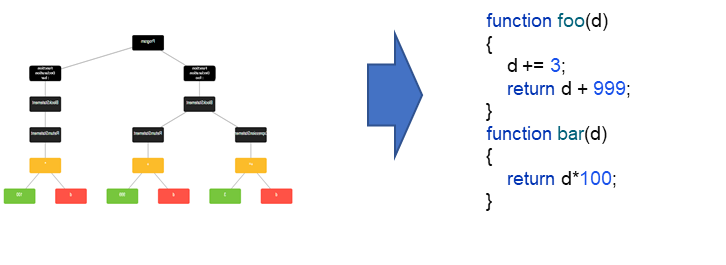 Program
function
Declaration
: bar
function
Declaration
: foo
BlockStatement
BlockStatement
ReturnStatement
ReturnStatement
ExpressionStatement
*
+
+=
100
d
999
d
3
d
function foo(d)
{
d += 3;
return d + 999;
}
function bar(d)
{
return d*100;
}